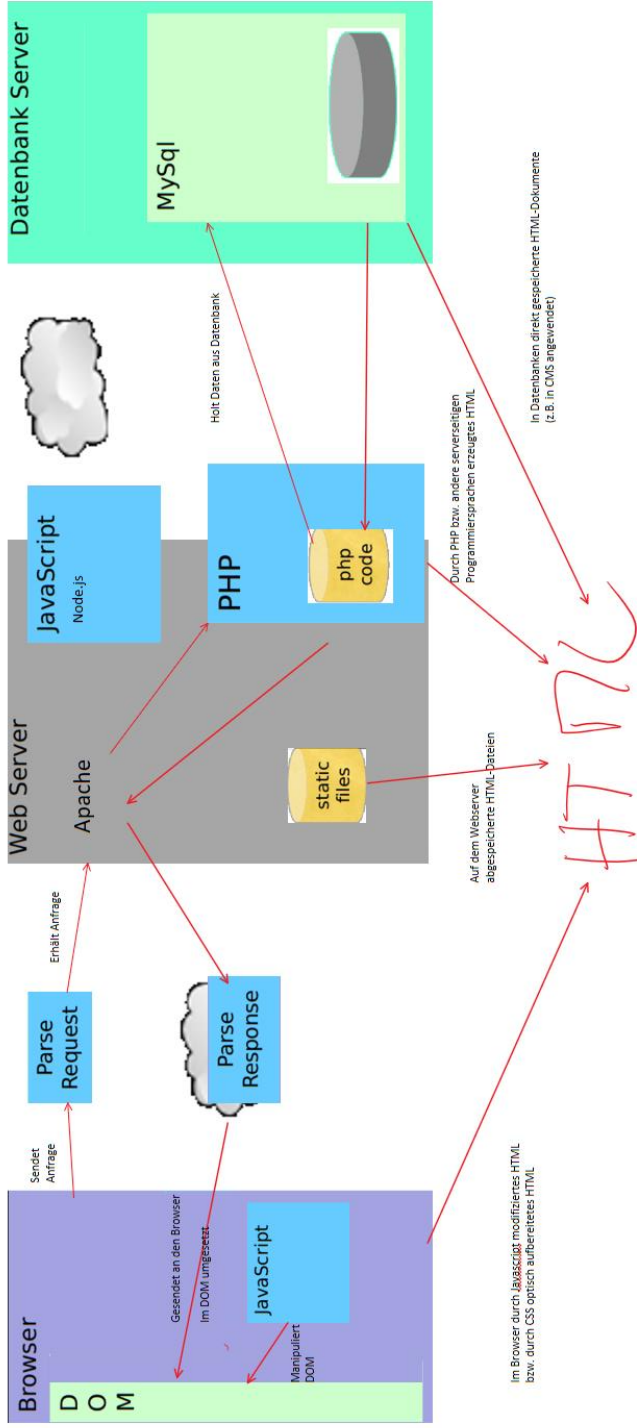 Browser
D
O
M
Gesendet an den Browser
Im DOM umgesetzt
JavaScript
Manipuliert
DOM
Sendet
Anfrage
Parse
Request
Erhält Anfrage
Parse
Response
Web Server
Apache
static
files
JavaScript
Node.js
PHP
php
code
Holt Daten aus Datenbank
Datenbank Server
MySql
Im Browser durch Javascript modifiziertes HTML
bzw. durch CSS optisch aufbereitetes HTML
Auf dem Webserver
abgespeicherte HTML-Dateien
Durch PHP bzw. andere serverseitigen
Programmiersprachen erzeugtes HTML
In Datenbanken direkt gespeicherte HTML-Dokumente
(z.B. in CMS angewendet)
HTML